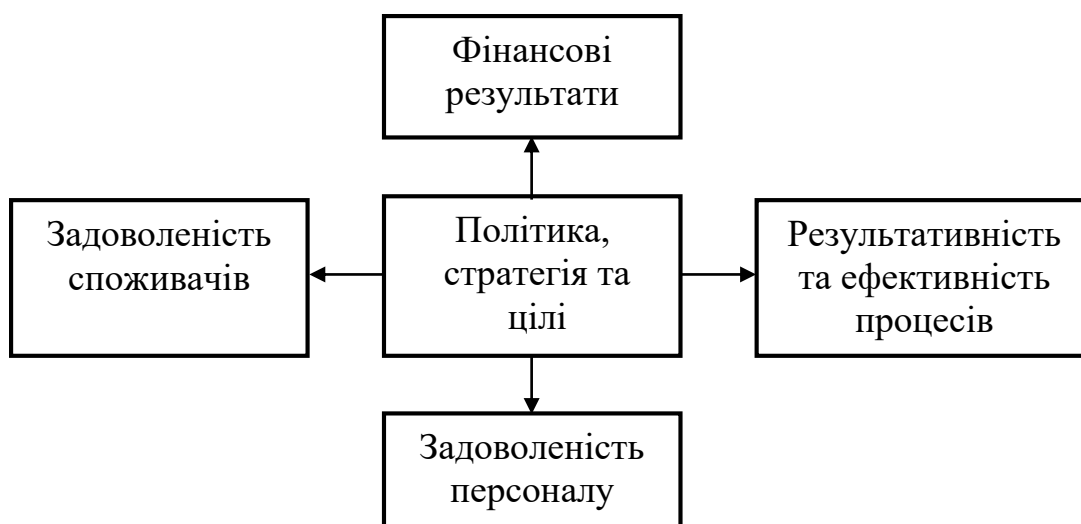 Фінансові
результати
Задоволеність
споживачів
Політика,
стратегія та
цілі
Результативність
та ефективність
процесів
Задоволеність
персоналу